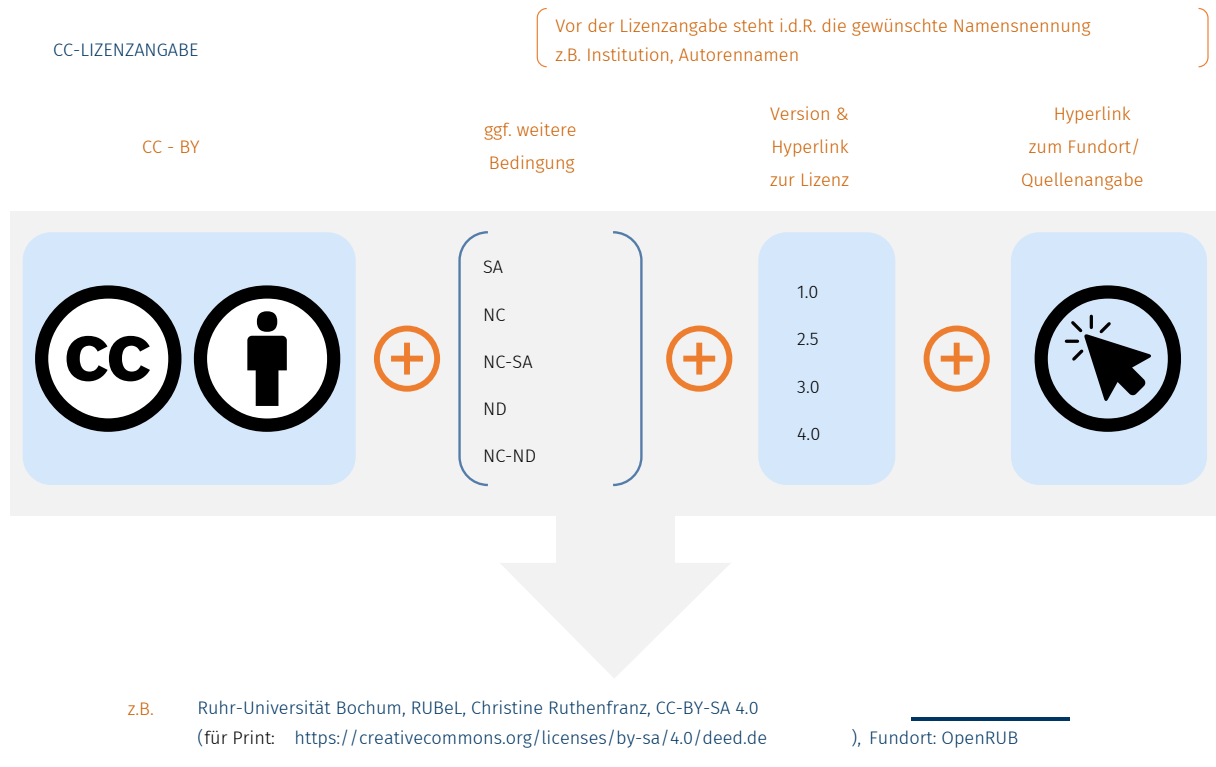 CC-LIZENZANGABE
Vor der Lizenzangabe steht i.d.R. die gewünschte Namensnennung
z.B. Institution, Autorennamen
CC - BY
ggf. weitere
Bedingung
Version &
Hyperlink
zur Lizenz
Hyperlink
zum Fundort/
Quellenangabe
CC
SA
NC
NC-SA
ND
NC-ND
1.0
2.5
3.0
4.0
z.B.
Ruhr-Universität Bochum, RUBeL, Christine Ruthenfranz, CC-BY-SA 4.0
(für Print: https://creativecommons.org/licenses/by-sa/4.0/deed.de ), Fundort: OpenRUB